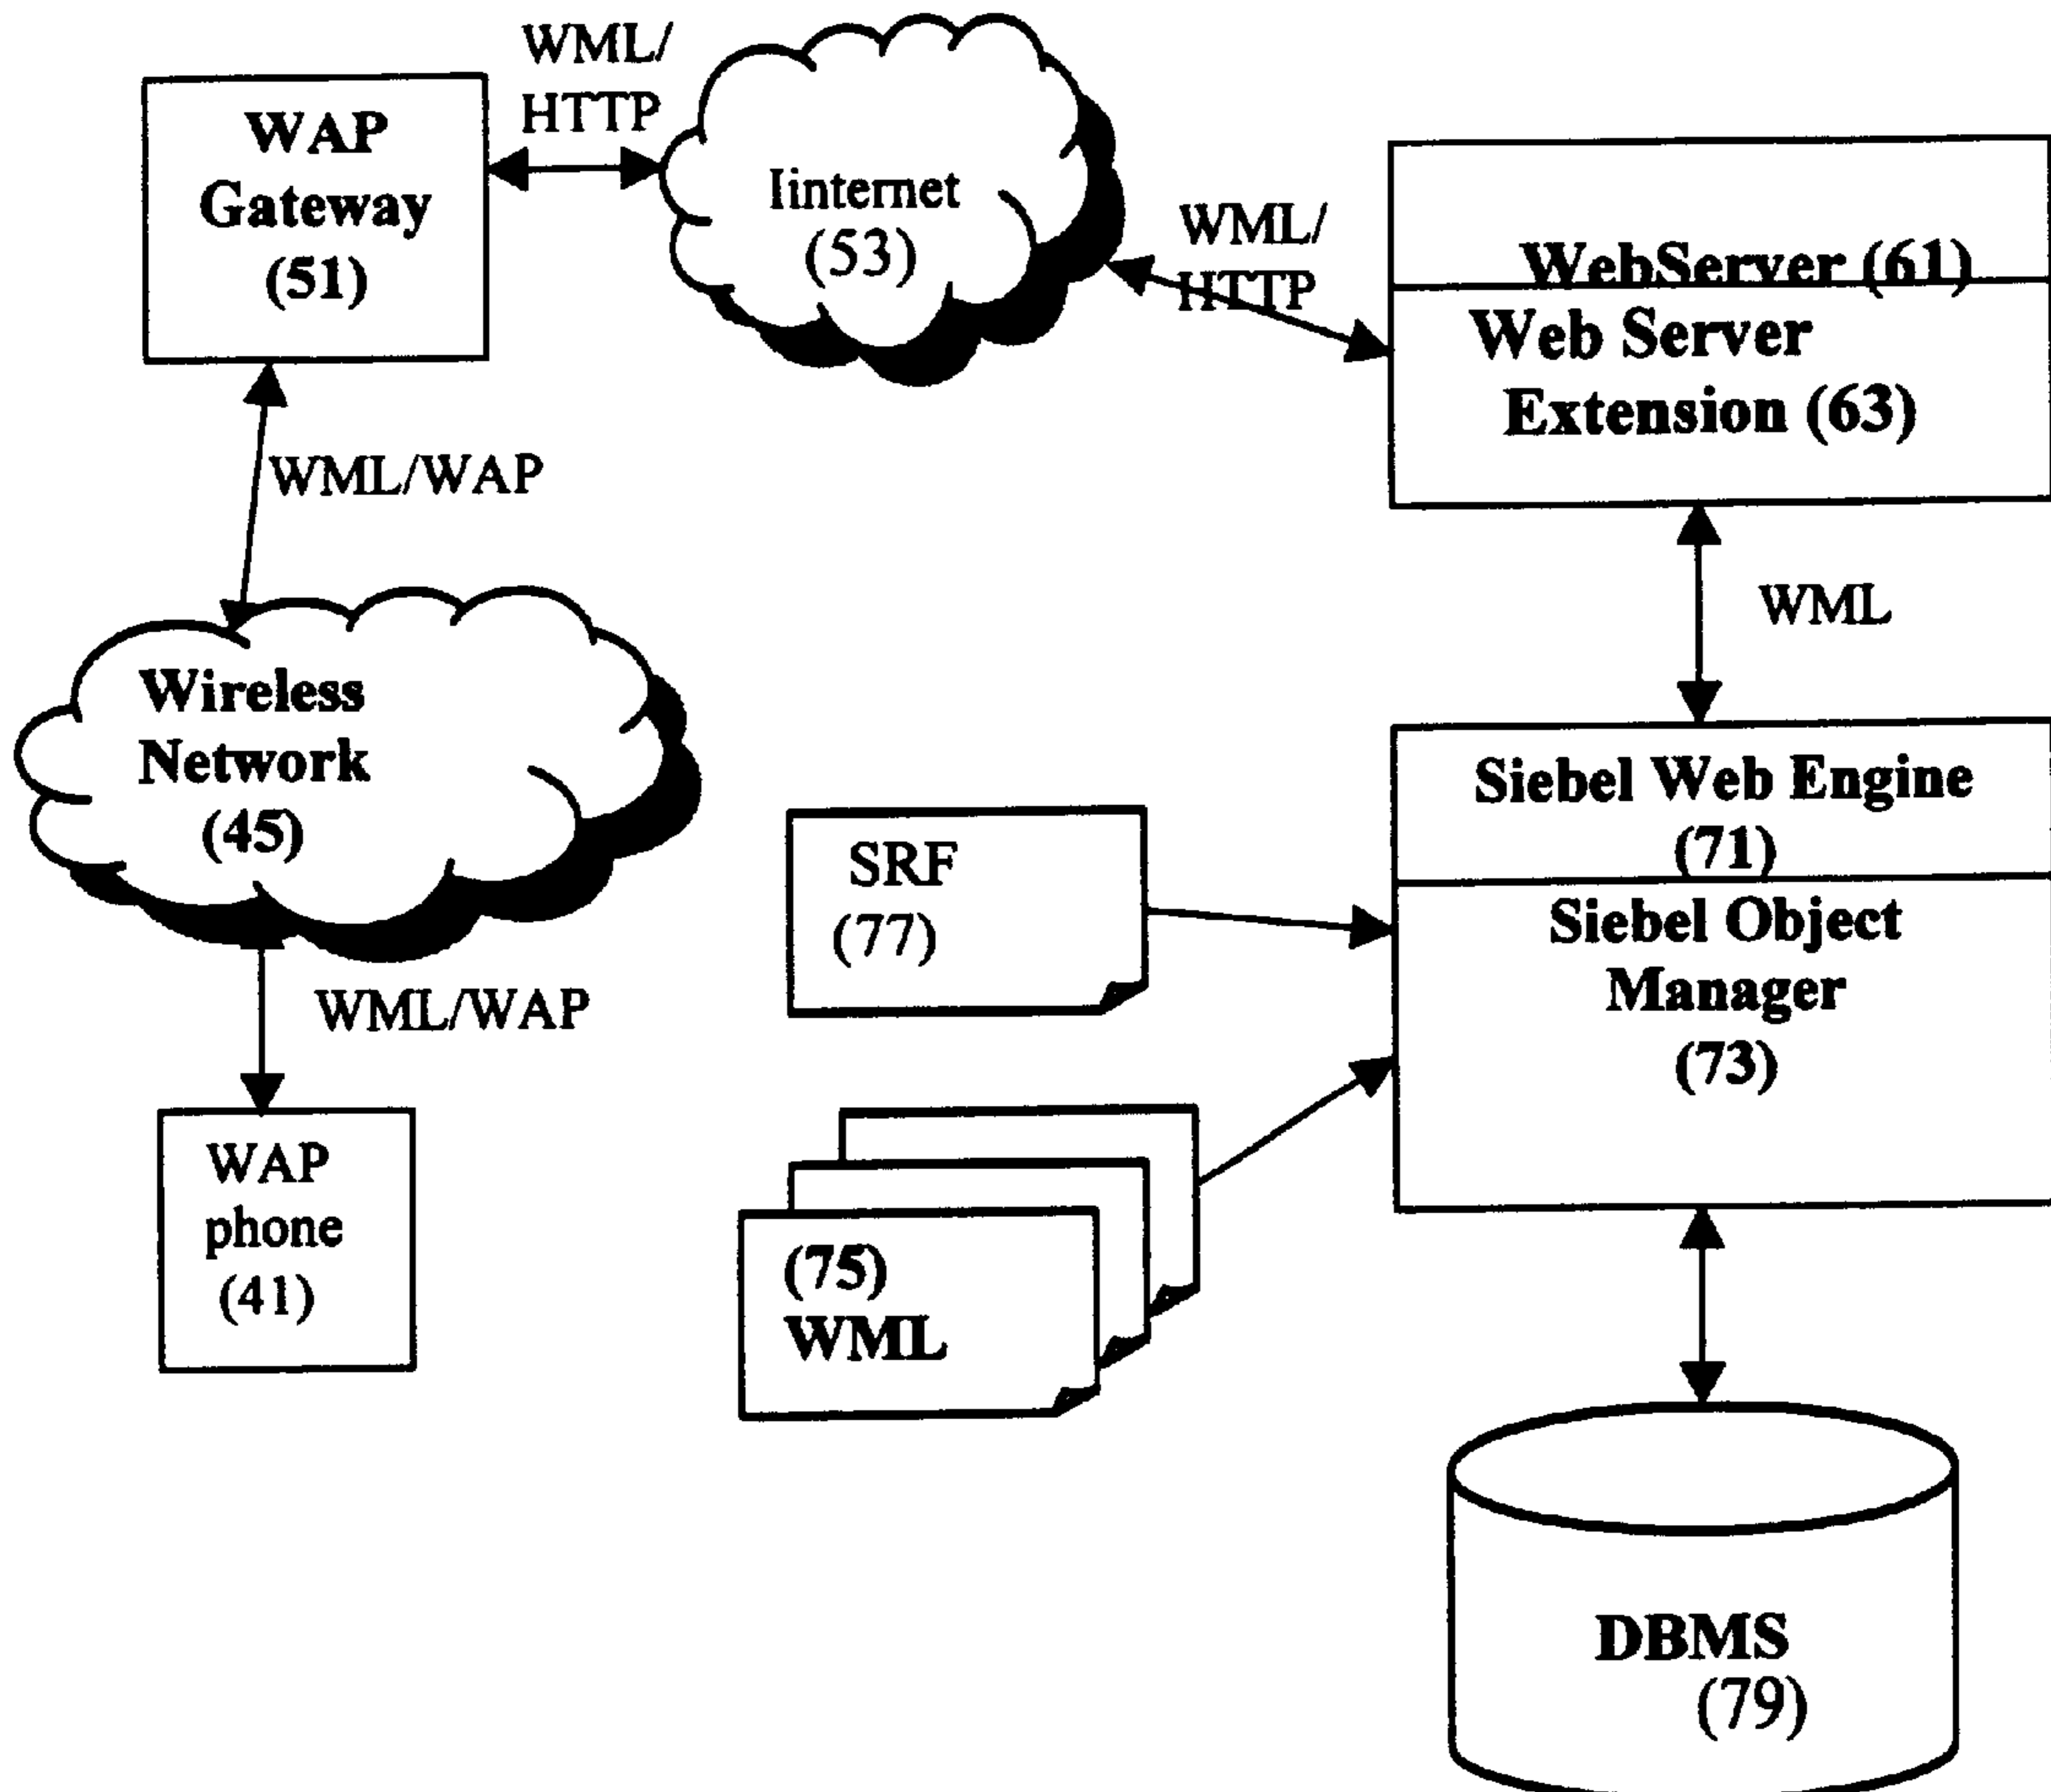 WML/
HTTP
WAP
Gateway
(51)
Iinternet
(53)
WML/
HTTP
WebServer (61)
Web Server
Extension (63)
WML/WAP
WML
Wireless
Network
(45)
Siebel Web Engine
(71)
SRF
(77)
Siebel Object
Manager
(73)
WML/WAP
WAP
phone
(41)
(75)
WML
DBMS
(79)